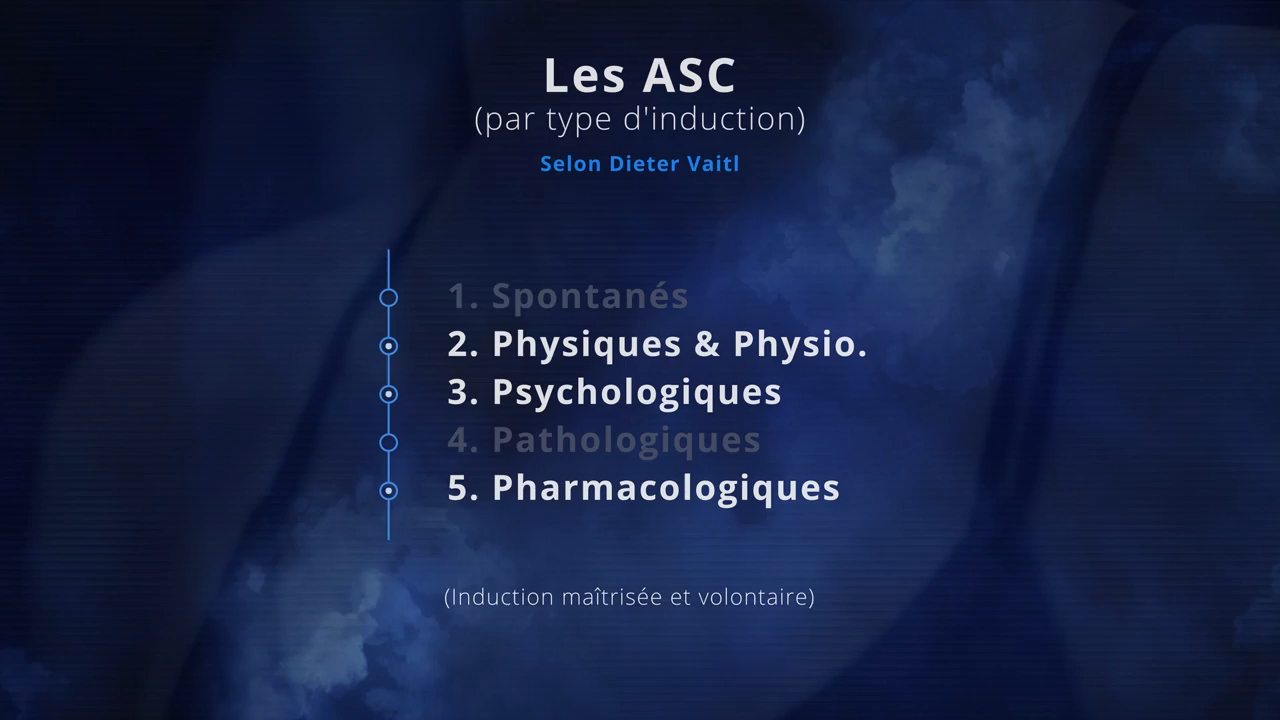 Les ASC
(par type d'induction)
Selon Dieter Vaitl
1. Spontanés
2. Physiques & Physio.
3. Psychologiques
4. Pathologiques
5. Pharmacologiques
(Induction maîtrisée et volontaire)